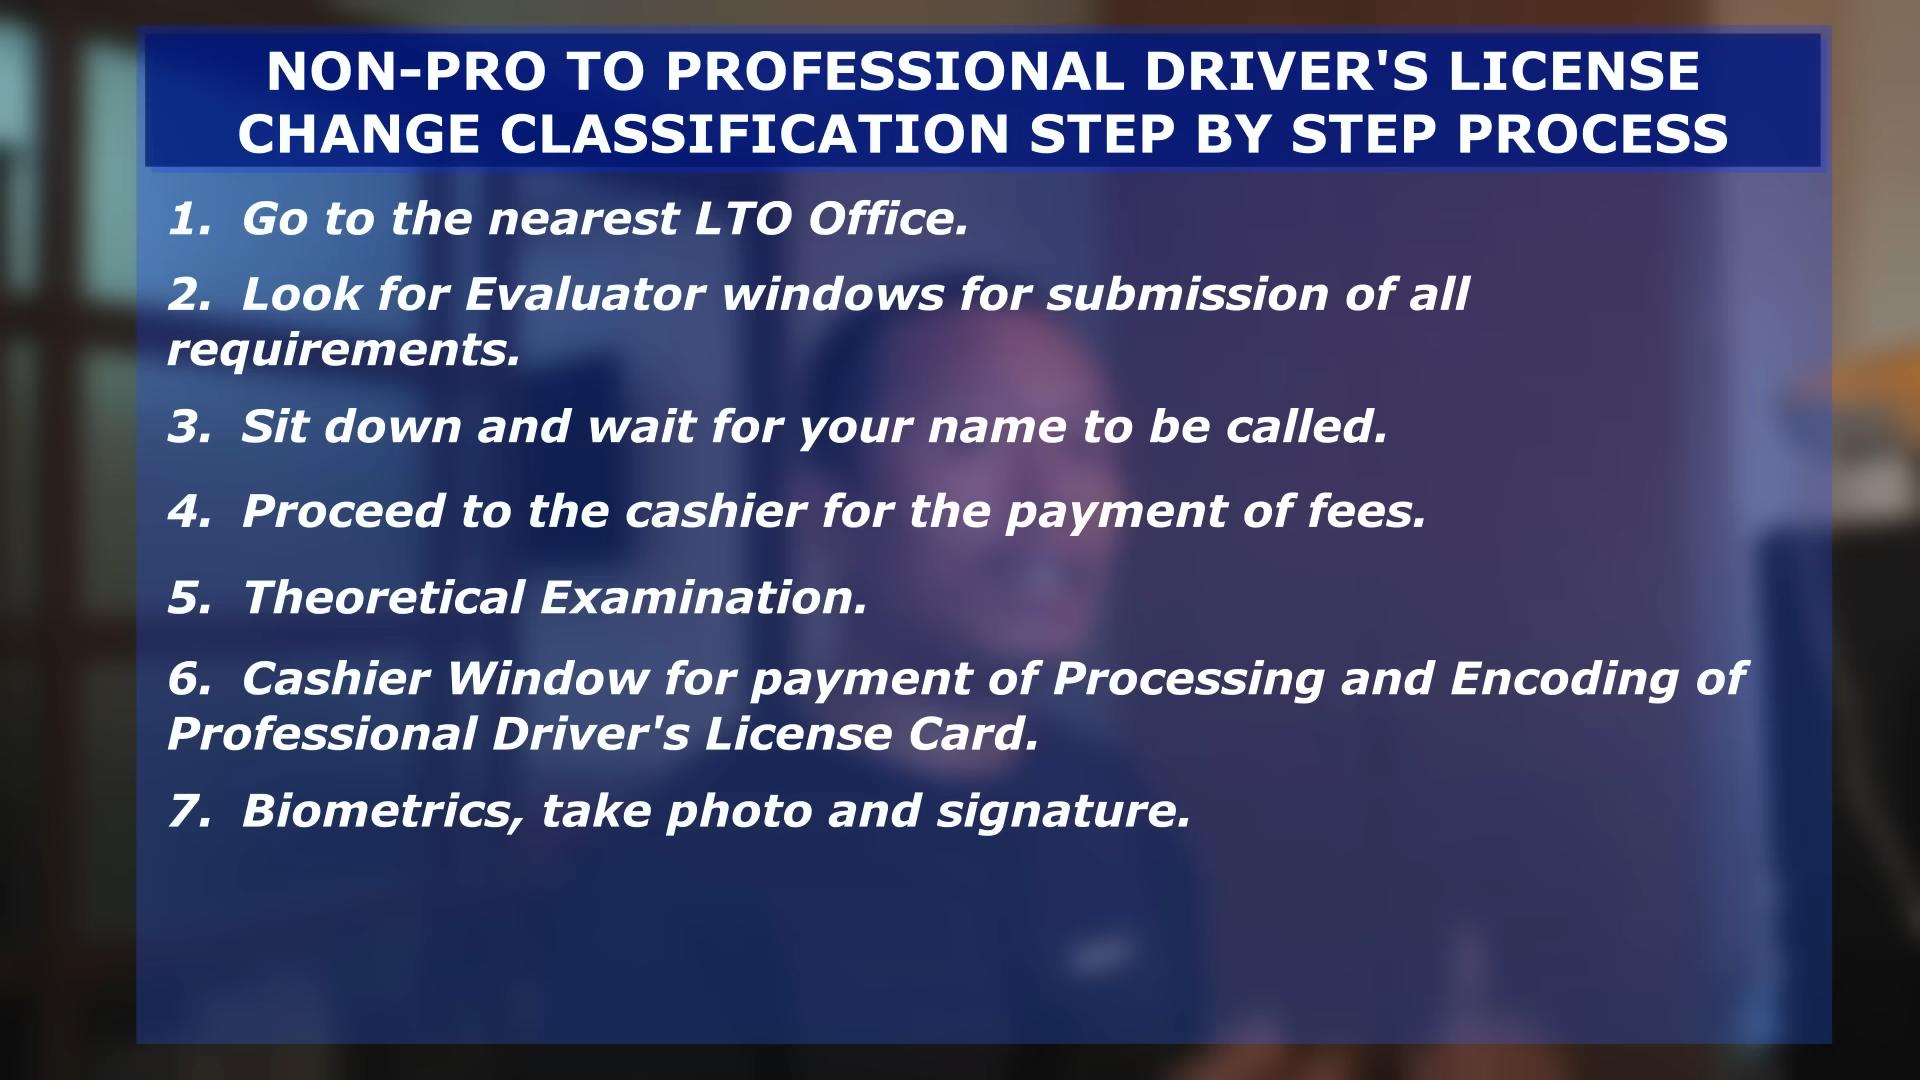 NON-PRO TO PROFESSIONAL DRIVER'S LICENSE
CHANGE CLASSIFICATION STEP BY STEP PROCESS
1. Go to the nearest LTO Office.
2. Look for Evaluator windows for submission of all
requirements.
3. Sit down and wait for your name to be called.
4. Proceed to the cashier for the payment of fees.
5. Theoretical Examination.
6. Cashier Window for payment of Processing and Encoding of
Professional Driver's License Card.
7. Biometrics, take photo and signature.